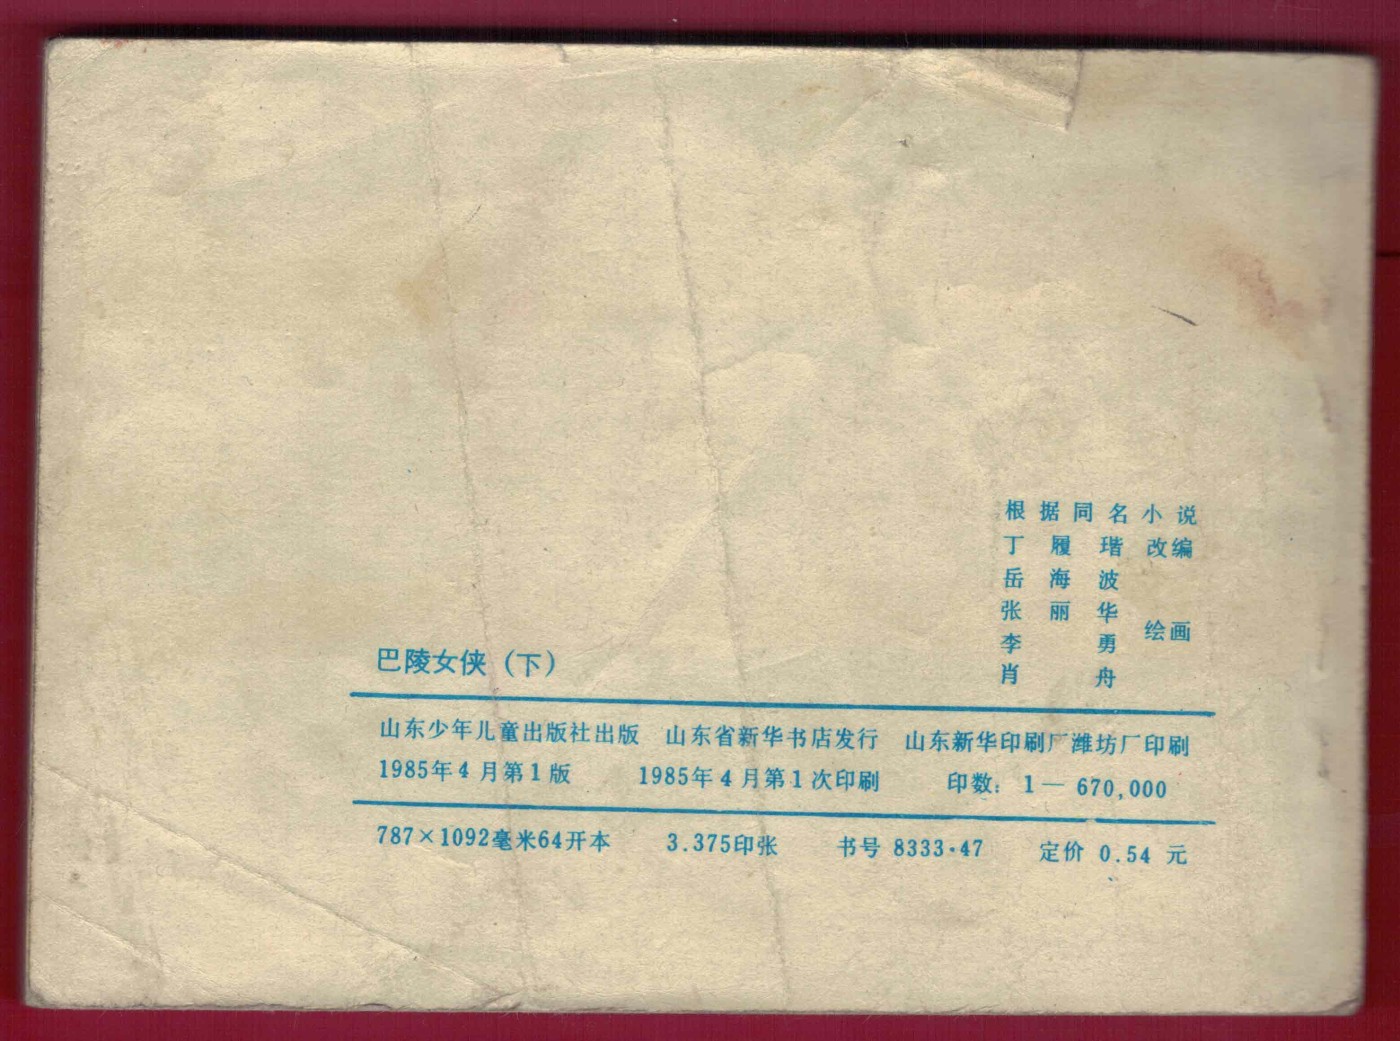 根据同名小说
丁履瑎改编
岳海波
张丽华
李勇
肖舟
绘画
巴陵女侠（下）
山东少年儿童出版社出版 山东省新华书店发行 山东新华印刷厂潍坊厂印刷
1985年4月第1版 1985年4月第1次印刷 印数：1—670,000
787×1092毫米64开本 3.375印张 书号 8333·47 定价 0.54 元